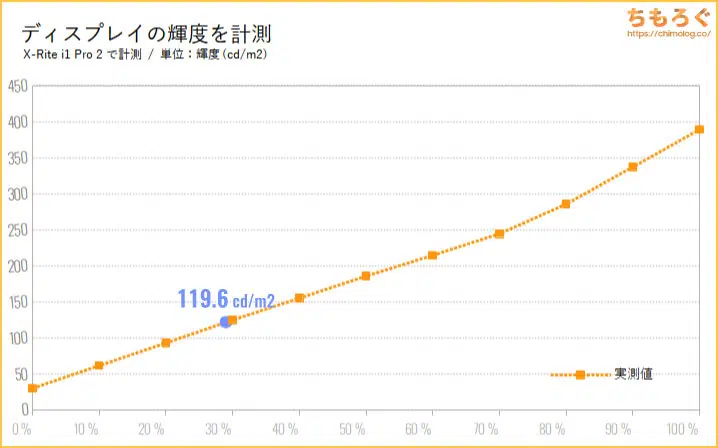 ディスプレイの輝度を計測
X-Rite i1 Pro 2 で計測 / 単位：輝度(cd/m2)
ちもろぐ
https://chimolog.co/
450
400
350
300
250
200
150
100
50
0
119.6 cd/m2
実測値
0 % 10 % 20 % 30 % 40 % 50 % 60 % 70 % 80 % 90 % 100 %